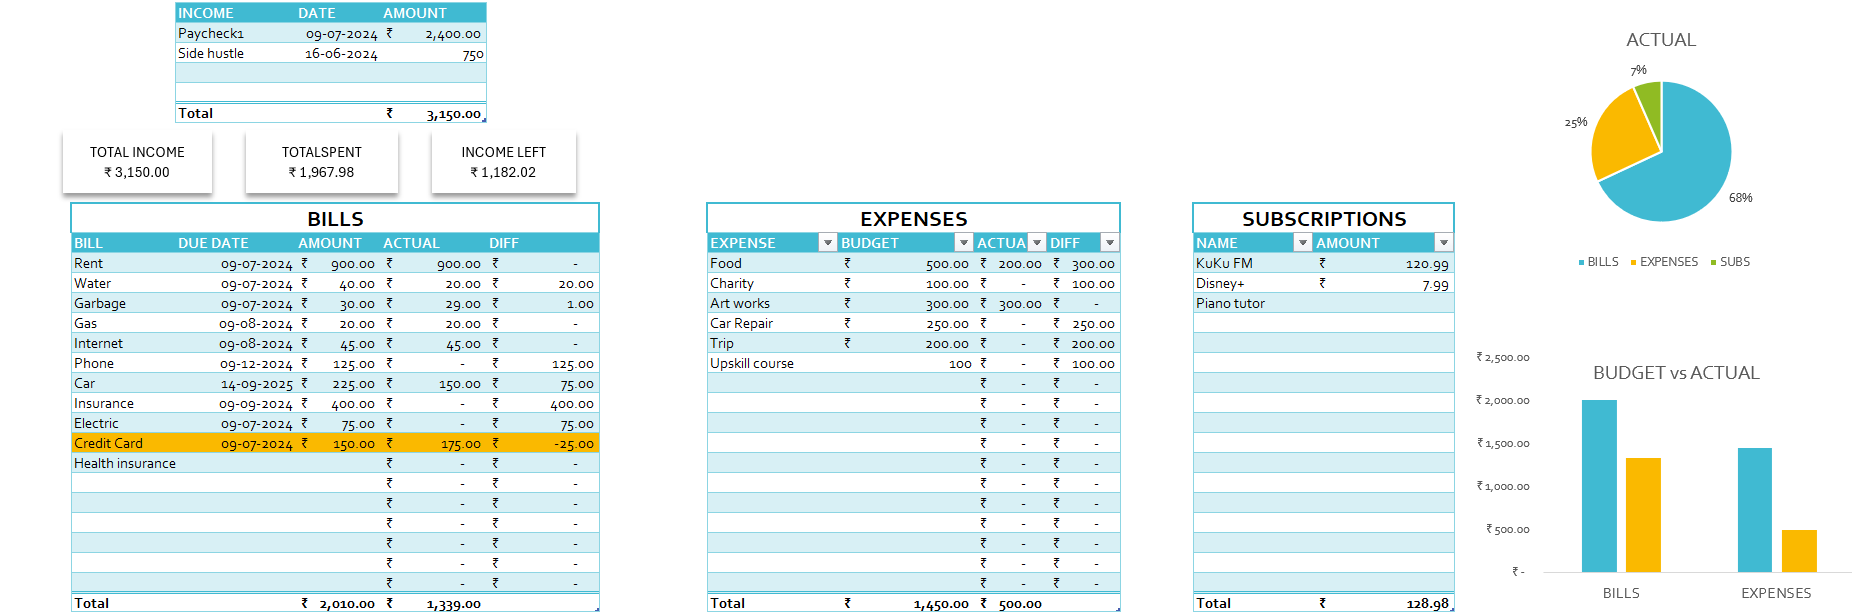 INCOME DATE AMOUNT
Paycheck1 09-07-2024 ₹ 2,400.00
Side hustle 16-06-2024 750
Total ₹ 3,150.00
TOTAL INCOME
₹ 3,150.00
TOTALSPENT
₹ 1,967.98
INCOME LEFT
₹ 1,182.02
BILLS
BILL DUE DATE AMOUNT ACTUAL DIFF
Rent 09-07-2024 ₹ 900.00 ₹ 900.00 ₹ -
Water 09-07-2024 ₹ 40.00 ₹ 20.00 ₹ 20.00
Garbage 09-07-2024 ₹ 30.00 ₹ 29.00 ₹ 1.00
Gas 09-08-2024 ₹ 20.00 ₹ 20.00 ₹ -
Internet 09-08-2024 ₹ 45.00 ₹ 45.00 ₹ -
Phone 09-12-2024 ₹ 125.00 ₹ - ₹ 125.00
Car 14-09-2025 ₹ 225.00 ₹ 150.00 ₹ 75.00
Insurance 09-09-2024 ₹ 400.00 ₹ - ₹ 400.00
Electric 09-07-2024 ₹ 75.00 ₹ - ₹ 75.00
Credit Card 09-07-2024 ₹ 150.00 ₹ 175.00 ₹ -25.00
Health insurance ₹ - ₹ -
₹ - ₹ -
₹ - ₹ -
₹ - ₹ -
₹ - ₹ -
₹ - ₹ -
₹ - ₹ -
Total ₹ 2,010.00 ₹ 1,339.00
EXPENSES
EXPENSE BUDGET ACTUA DIFF
Food ₹ 500.00 ₹ 200.00 ₹ 300.00
Charity ₹ 100.00 ₹ - ₹ 100.00
Art works ₹ 300.00 ₹ 300.00 ₹ -
Car Repair ₹ 250.00 ₹ - ₹ 250.00
Trip ₹ 200.00 ₹ - ₹ 200.00
Upskill course 100 ₹ - ₹ 100.00
₹ - ₹ -
₹ - ₹ -
₹ - ₹ -
₹ - ₹ -
₹ - ₹ -
₹ - ₹ -
₹ - ₹ -
₹ - ₹ -
₹ - ₹ -
₹ - ₹ -
₹ - ₹ -
Total ₹ 1,450.00 ₹ 500.00
SUBSCRIPTIONS
NAME AMOUNT
KuKu FM ₹ 120.99
Disney+ ₹ 7.99
Piano tutor
Total ₹ 128.98
ACTUAL
7%
25%
68%
BILLS EXPENSES SUBS
BUDGET vs ACTUAL
₹ 2,500.00
₹ 2,000.00
₹ 1,500.00
₹ 1,000.00
₹ 500.00
₹ -
BILLS EXPENSES